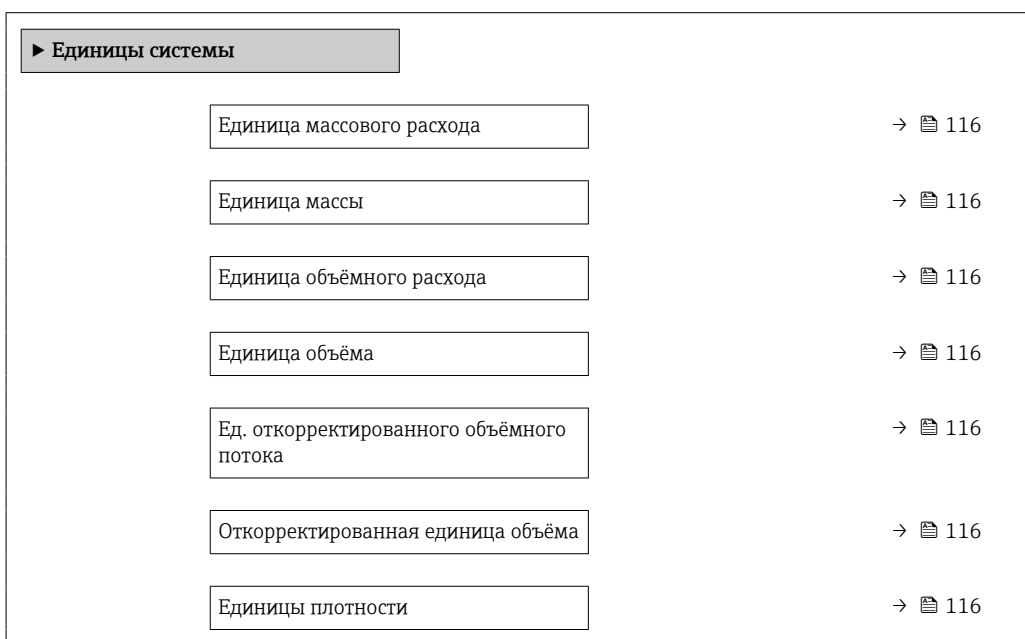 ► Единицы системы
Единица массового расхода → 116
Единица массы → 116
Единица объёмного расхода → 116
Единица объёма → 116
Ед. откорректированного объёмного → 116
потока
Откорректированная единица объёма → 116
Единицы плотности → 116